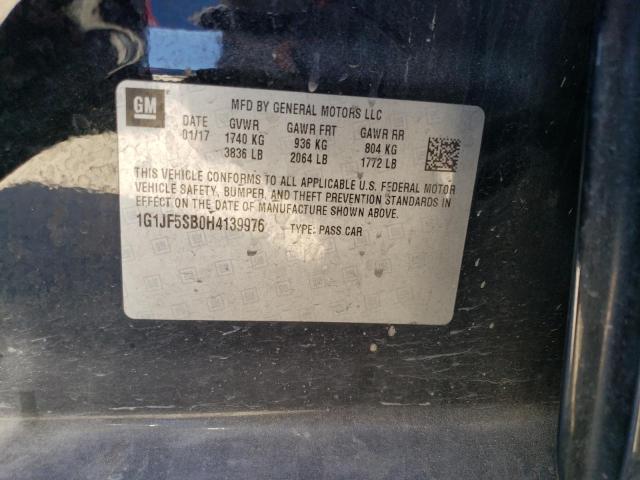 GM
MFD BY GENERAL MOTORS LLC
DATE GVWR GAWR FRT GAWR RR
01/17 1740 KG 936 KG 804 KG
3836 LB 2064 LB 1772 LB
THIS VEHICLE CONFORMS TO ALL APPLICABLE U.S. FEDERAL MOTOR
VEHICLE SAFETY, BUMPER, AND THEFT PREVENTION STANDARDS IN
EFFECT ON THE DATE OF MANUFACTURE SHOWN ABOVE.
1G1JF5SB0H4139976 TYPE: PASS CAR